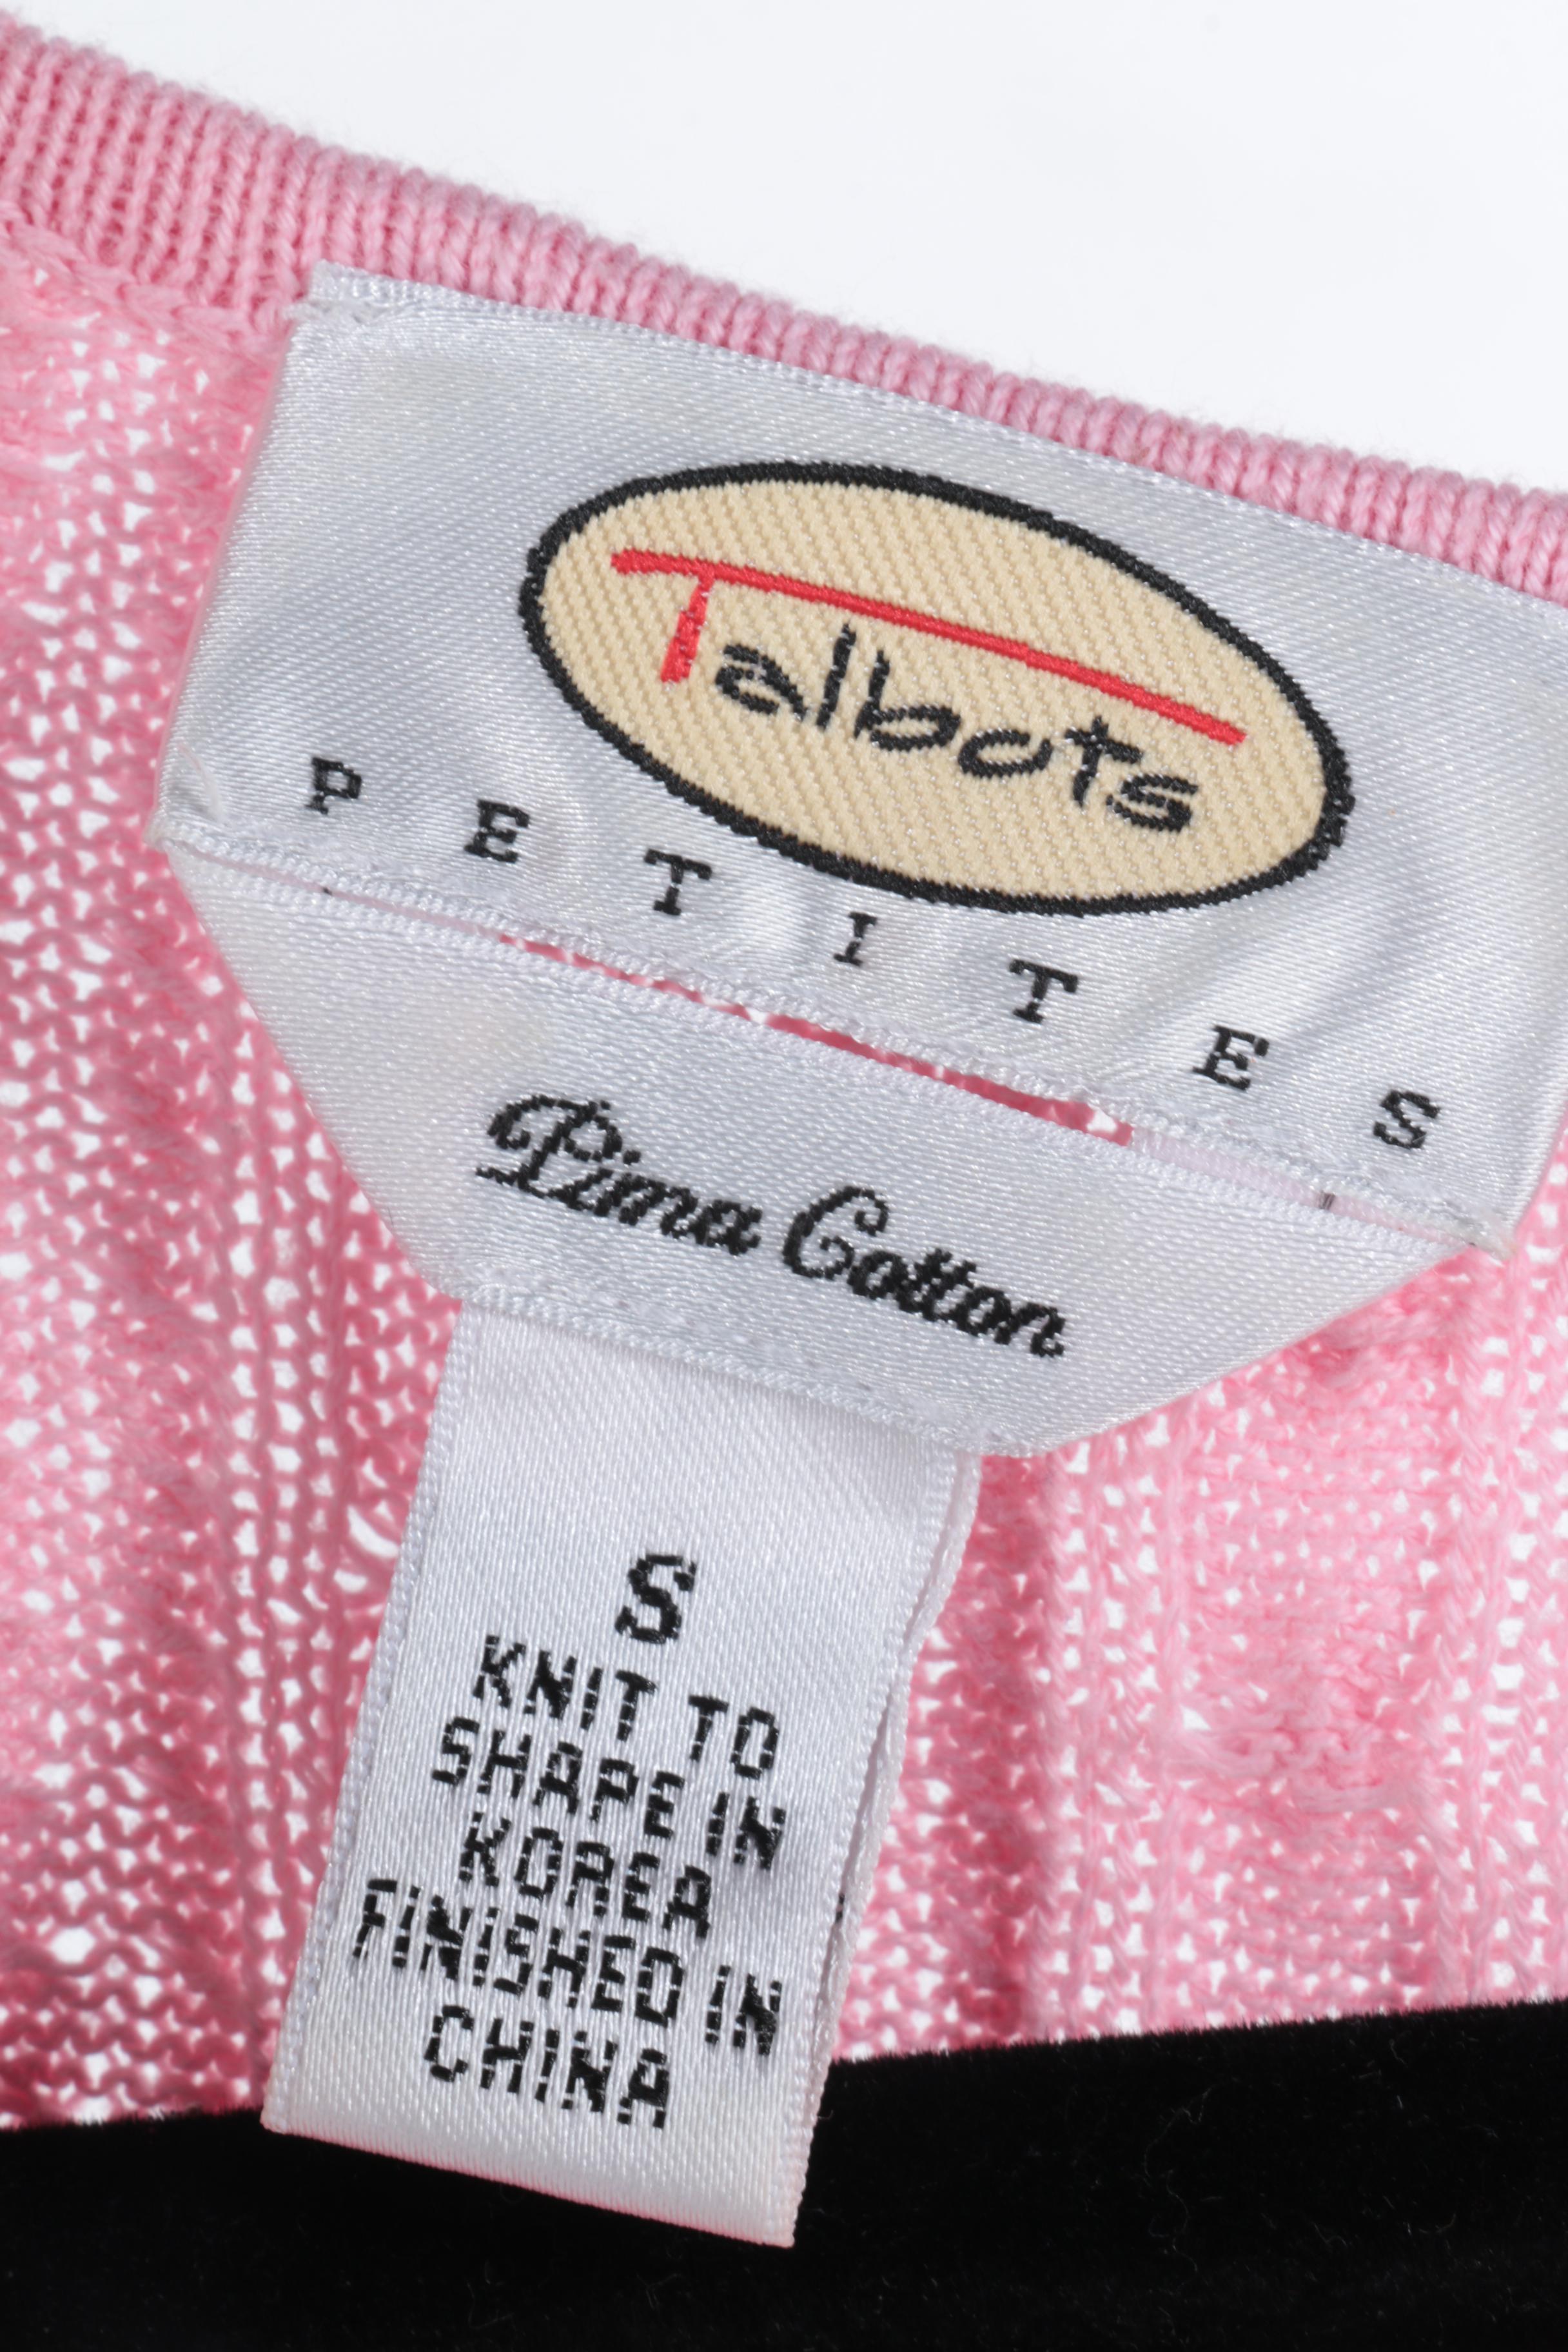 Talbots
PETITES
Pima Cotton
S
KNIT TO
SHAPE IN
KOREA
FINISHED IN
CHINA